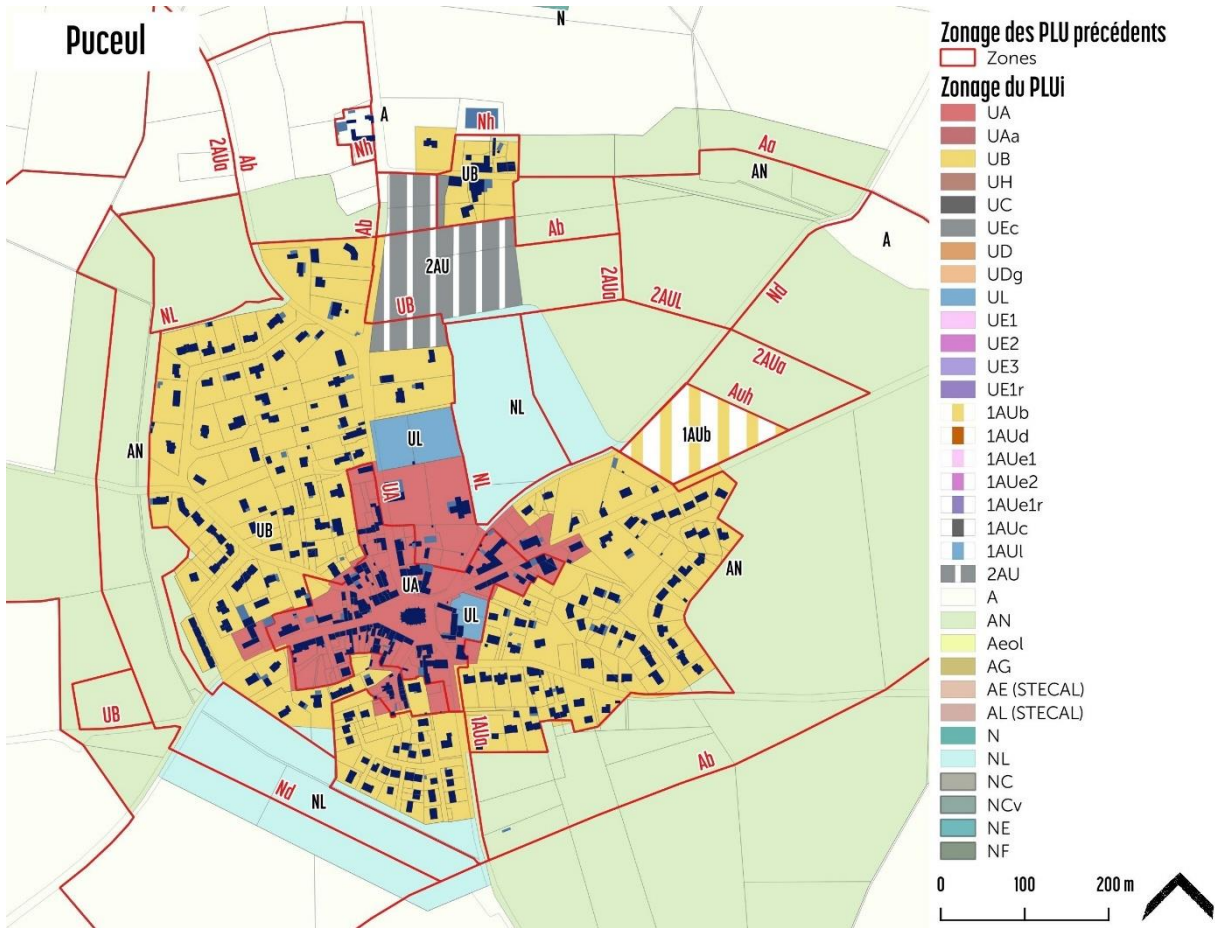 Puceul
N
A
Nh
Nh
2AUa
Ab
UB
Aa
AN
A
Ab
Ab
2AU
2AUa
2AUL
Nd
NL
UB
2AUa
Auh
NL
1AUb
UL
AN
UA
NL
UB
AN
UA
UL
UB
1AUa
Ab
Nd
NL
Zonage des PLU précédents
Zones
Zonage du PLUi
UA
UAa
UB
UH
UC
UEc
UD
UDg
UL
UE1
UE2
UE3
UE1r
1AUb
1AUd
1AUe1
1AUe2
1AUe1r
1AUc
1AUl
2AU
A
AN
Aeol
AG
AE (STECAL)
AL (STECAL)
N
NL
NC
NCv
NE
NF
0 100 200 m